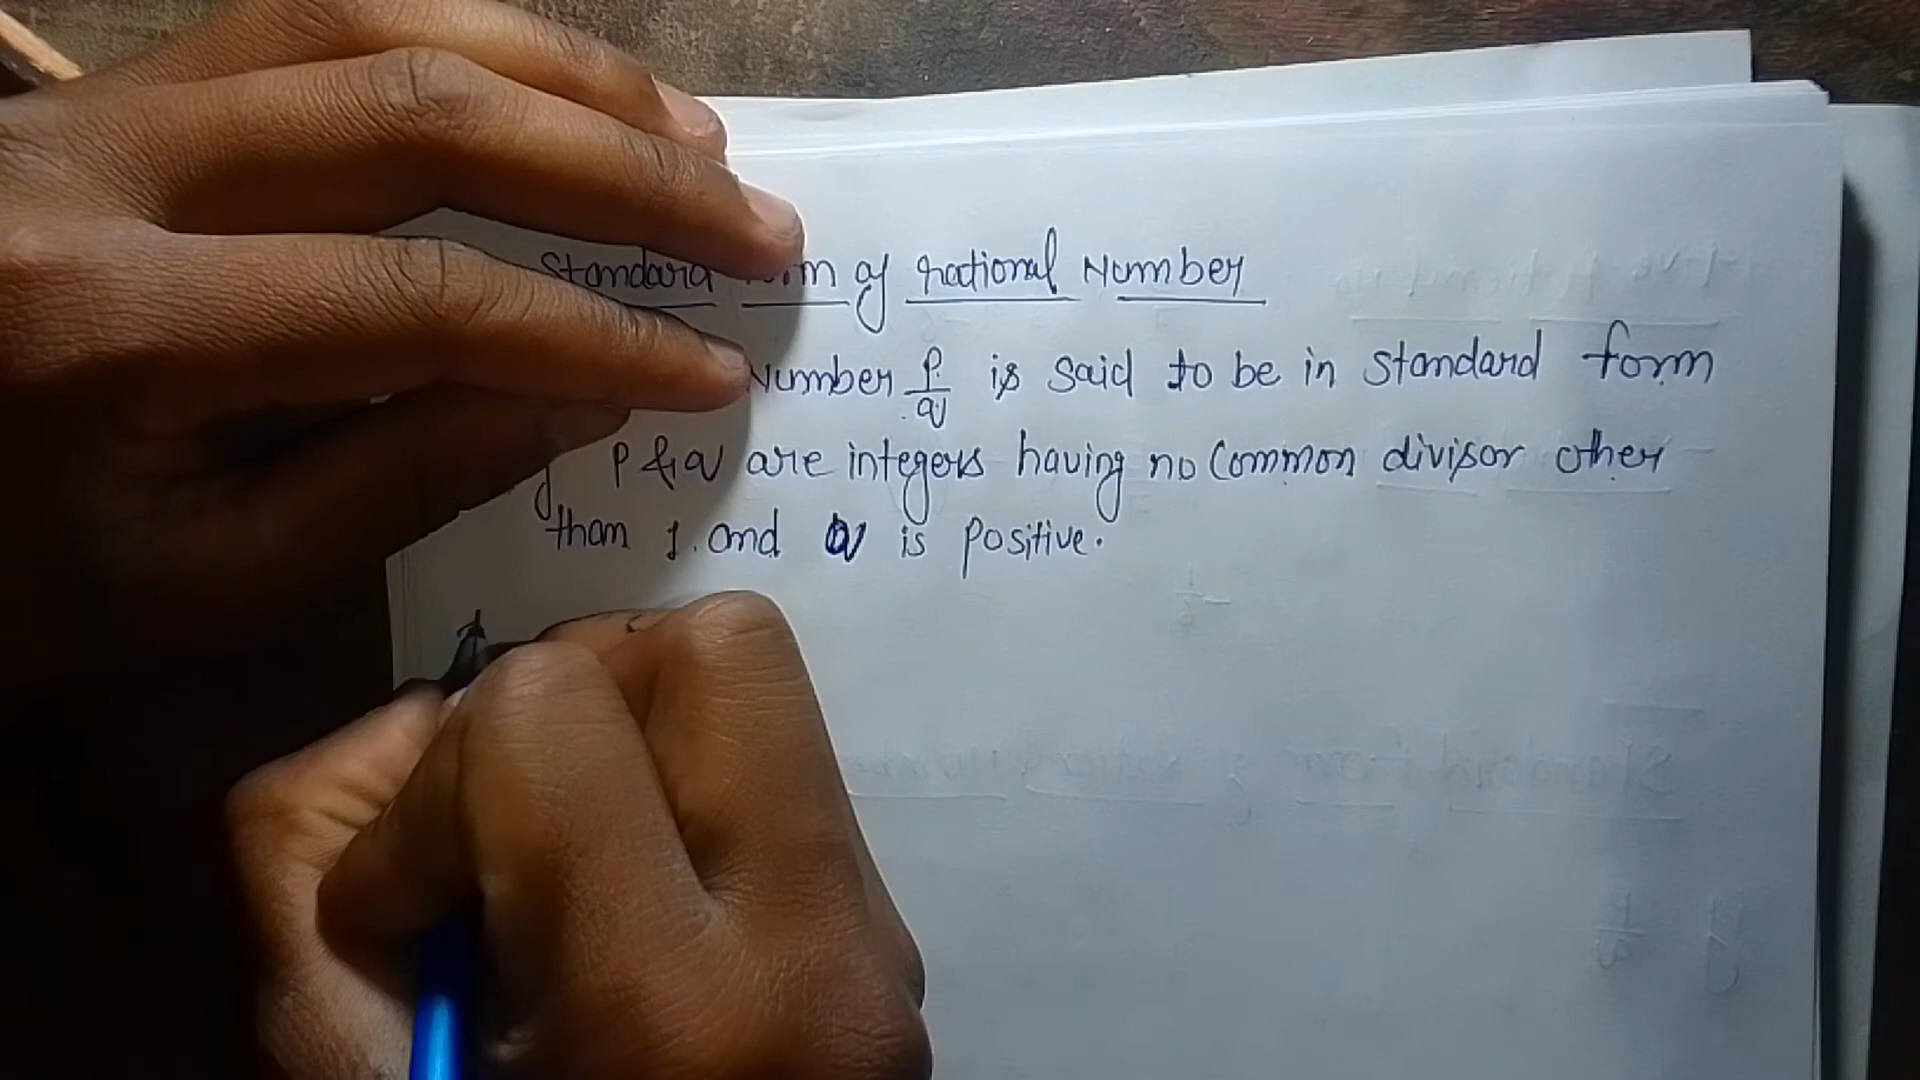 Standard form of rational Number
Number P/q is said to be in standard form
P & q are integers having no Common divisor other
than 1. and q is positive.